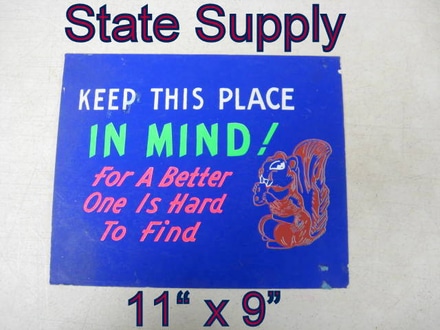 State Supply
KEEP THIS PLACE
IN MIND!
For A Better
One Is Hard
To Find
11“ x 9”